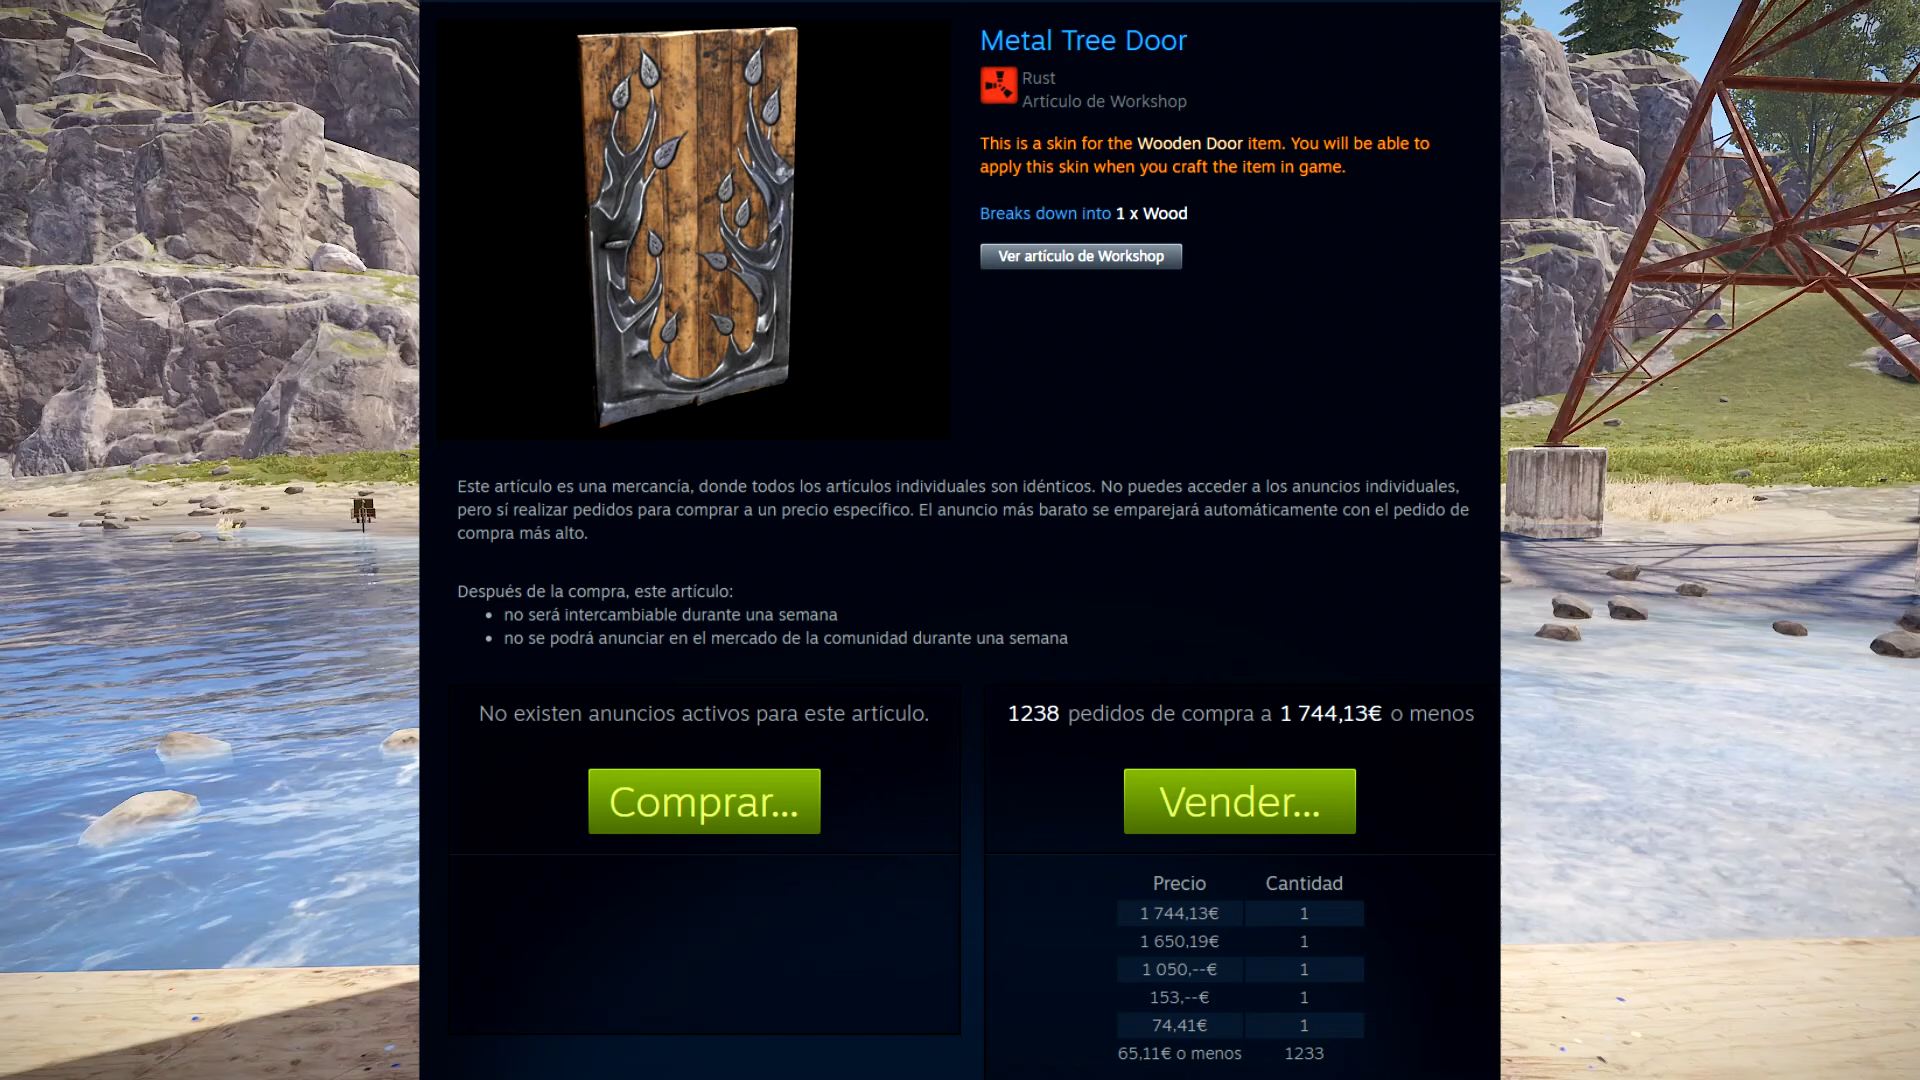 Metal Tree Door
Rust
Artículo de Workshop
This is a skin for the Wooden Door item. You will be able to
apply this skin when you craft the item in game.
Breaks down into 1 x Wood
Ver artículo de Workshop
Este artículo es una mercancía, donde todos los artículos individuales son idénticos. No puedes acceder a los anuncios individuales,
pero sí realizar pedidos para comprar a un precio específico. El anuncio más barato se emparejará automáticamente con el pedido de
compra más alto.
Después de la compra, este artículo:
• no será intercambiable durante una semana
• no se podrá anunciar en el mercado de la comunidad durante una semana
No existen anuncios activos para este artículo.
Comprar...
1238 pedidos de compra a 1 744,13€ o menos
Vender...
Precio Cantidad
1 744,13€ 1
1 650,19€ 1
1 050,--€ 1
153,--€ 1
74,41€ 1
65,11€ o menos 1233